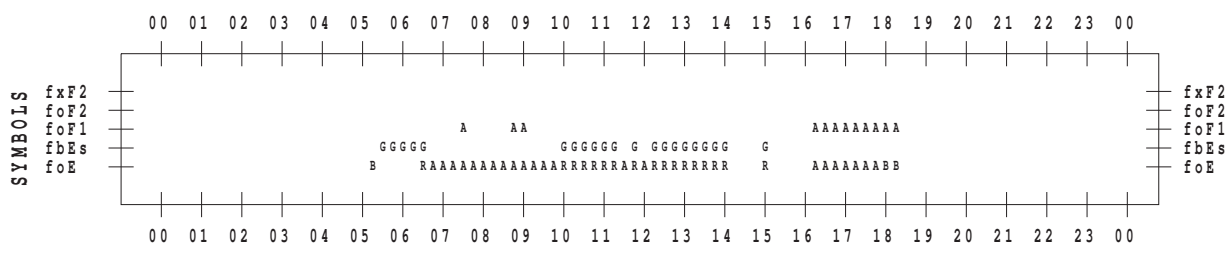 00 01 02 03 04 05 06 07 08 09 10 11 12 13 14 15 16 17 18 19 20 21 22 23 00
SYMBOLS
fxF2 fxF2
foF2 foF2
foF1 A AA AAAAAAAAA foF1
fbEs GGGGG GGGGGG G GGGGGGGG G fbEs
foE B RAAAAAAAAAAAAARRRRRRARARRRRRRRR R AAAAAAABB foE
00 01 02 03 04 05 06 07 08 09 10 11 12 13 14 15 16 17 18 19 20 21 22 23 00